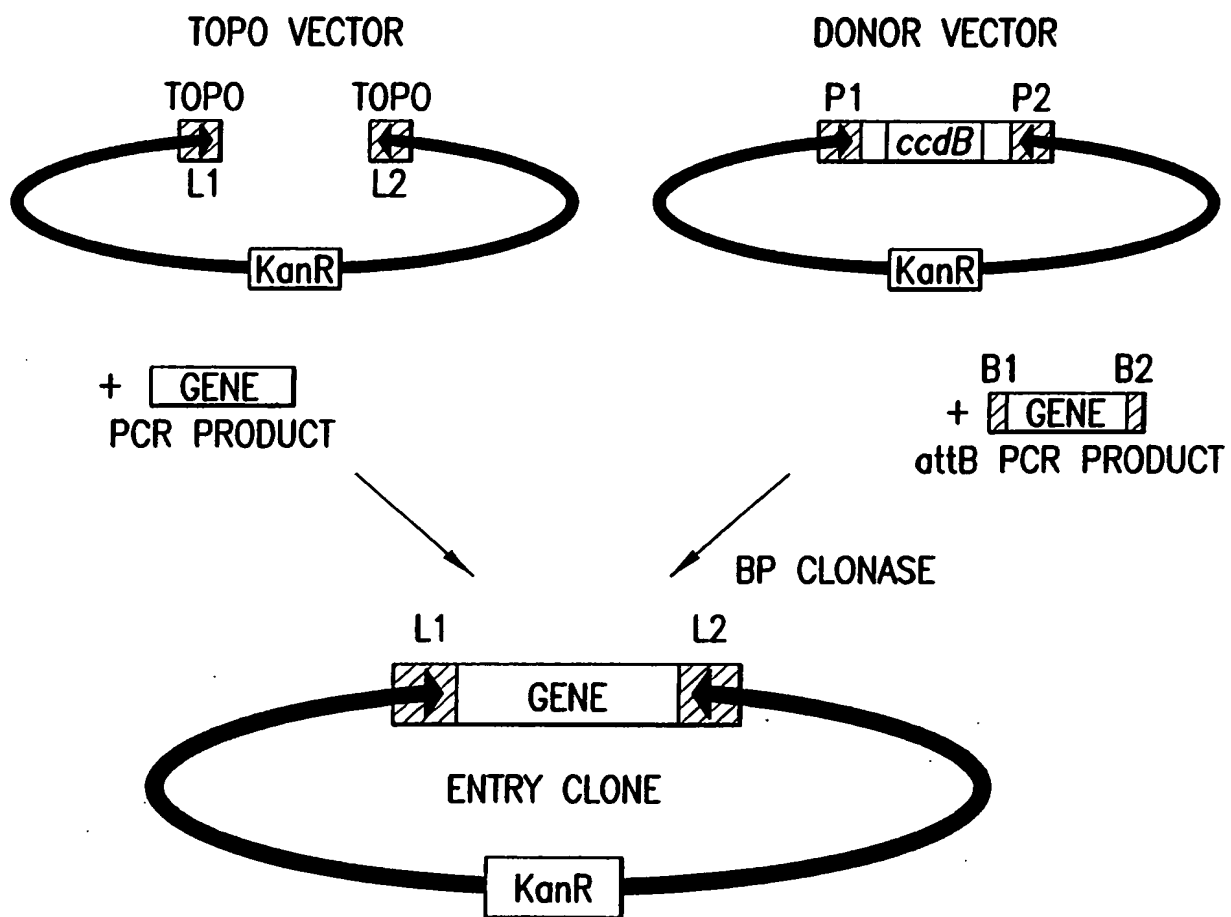 TOPO VECTOR
TOPO TOPO
L1 L2
KanR
+ GENE
PCR PRODUCT
DONOR VECTOR
P1 P2
ccdB
KanR
B1 B2
+ GENE
attB PCR PRODUCT
BP CLONASE
L1 L2
GENE
ENTRY CLONE
KanR